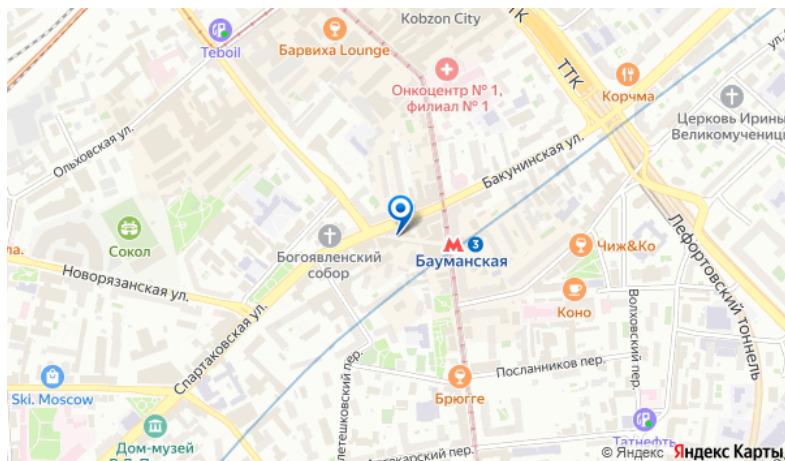 Kobzon City
Teboil
Барвиха Lounge
ТТК
ТТК
Онкоцентр № 1,
филиал № 1
Корчма
Церковь Ирины
Великомученицы
Ольховская ул.
Бакунинская ул.
Сокол
Богоявленский
собор
3
Бауманская
Чиж&Ко
Лефортовский тоннель
Новорязанская ул.
Коно
Волховский пер.
Спартаковская ул.
Посланников пер.
Ski. Moscow
Брюгге
Дом-музей
Татнефть
© Яндекс Яндекс Карты